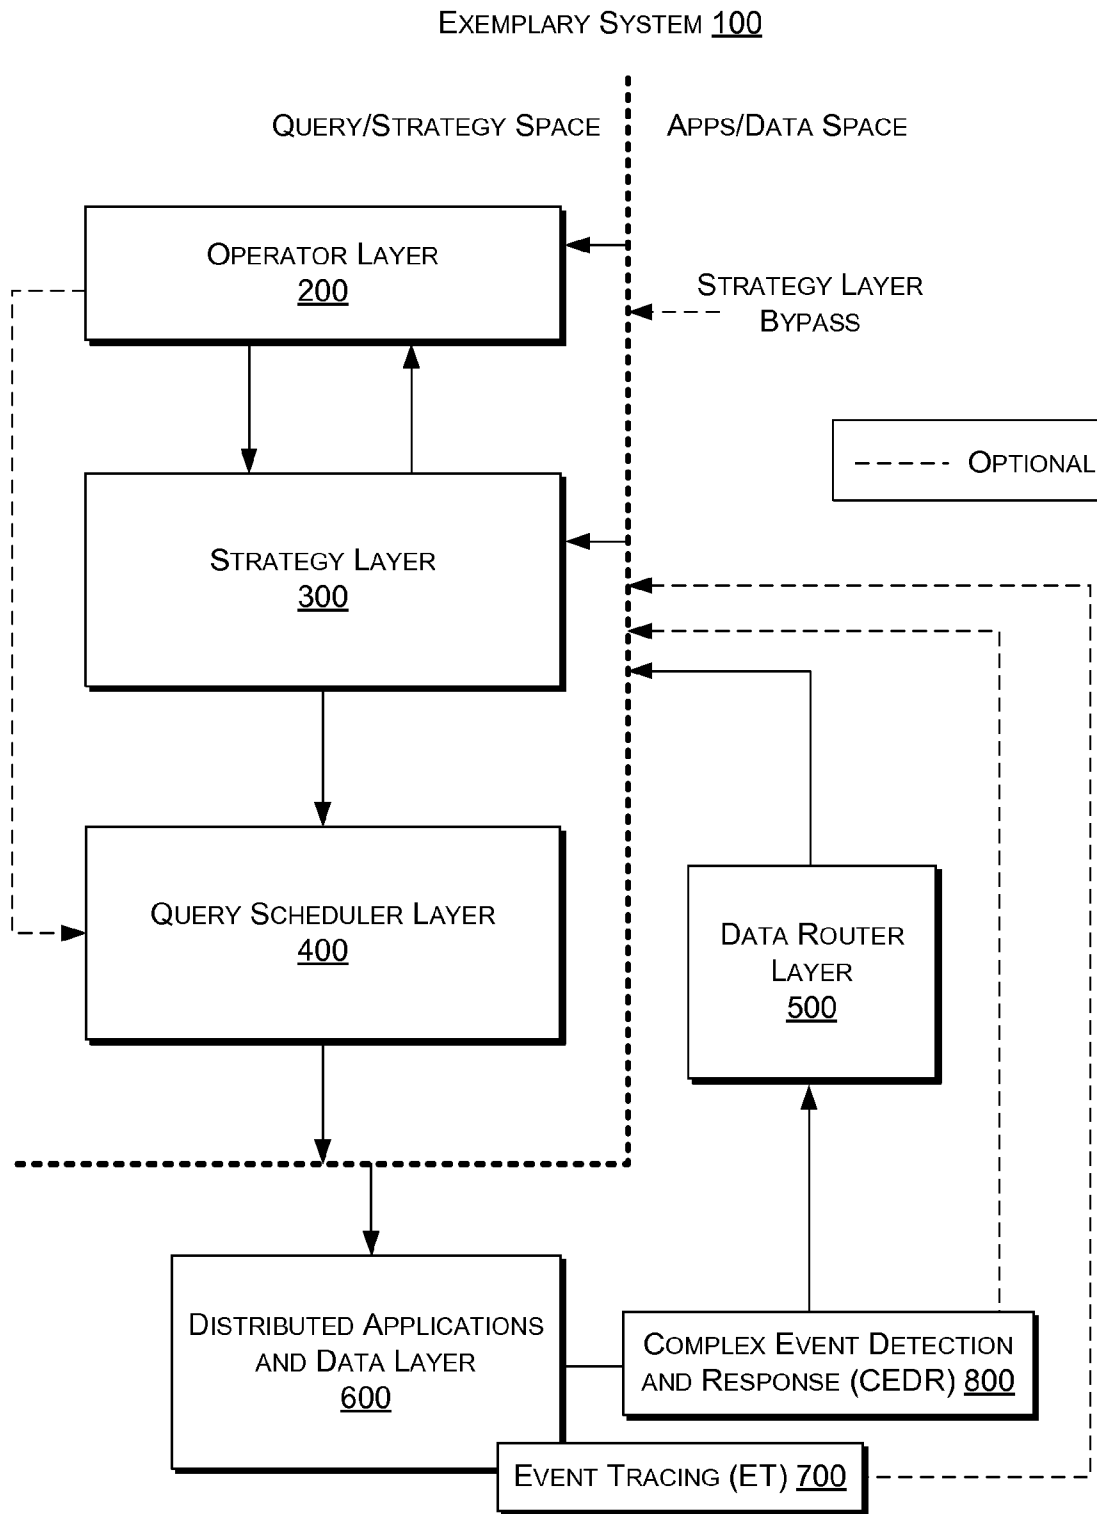 EXEMPLARY SYSTEM 100
QUERY/STRATEGY SPACE
APPS/DATA SPACE
OPERATOR LAYER
200
STRATEGY LAYER
BYPASS
OPTIONAL
STRATEGY LAYER
300
QUERY SCHEDULER LAYER
400
DATA ROUTER
LAYER
500
DISTRIBUTED APPLICATIONS
AND DATA LAYER
600
COMPLEX EVENT DETECTION
AND RESPONSE (CEDR) 800
EVENT TRACING (ET) 700